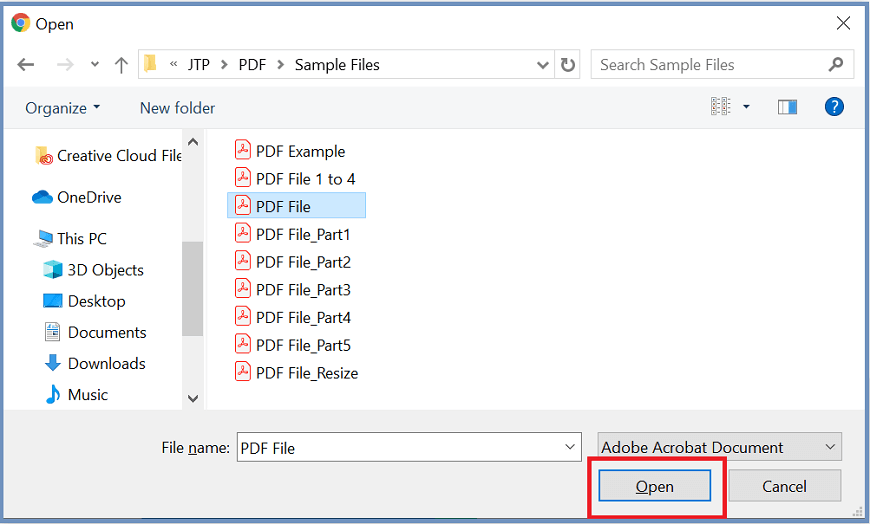 Open
« JTP > PDF > Sample Files
Search Sample Files
Organize
New folder
Creative Cloud File
OneDrive
This PC
3D Objects
Desktop
Documents
Downloads
Music
PDF Example
PDF File 1 to 4
PDF File
PDF File_Part1
PDF File_Part2
PDF File_Part3
PDF File_Part4
PDF File_Part5
PDF File_Resize
File name: PDF File
Adobe Acrobat Document
Open
Cancel